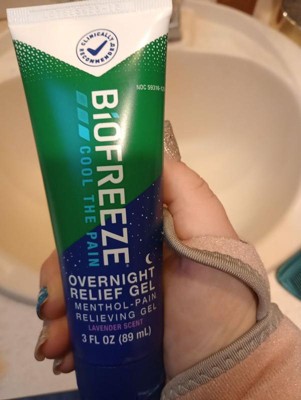 CLINICALLY
RECOMMENDED
BIOFREEZE
COOL THE PAIN
OVERNIGHT
RELIEF GEL
MENTHOL-PAIN
RELIEVING GEL
LAVENDER SCENT
3 FL OZ (89 mL)